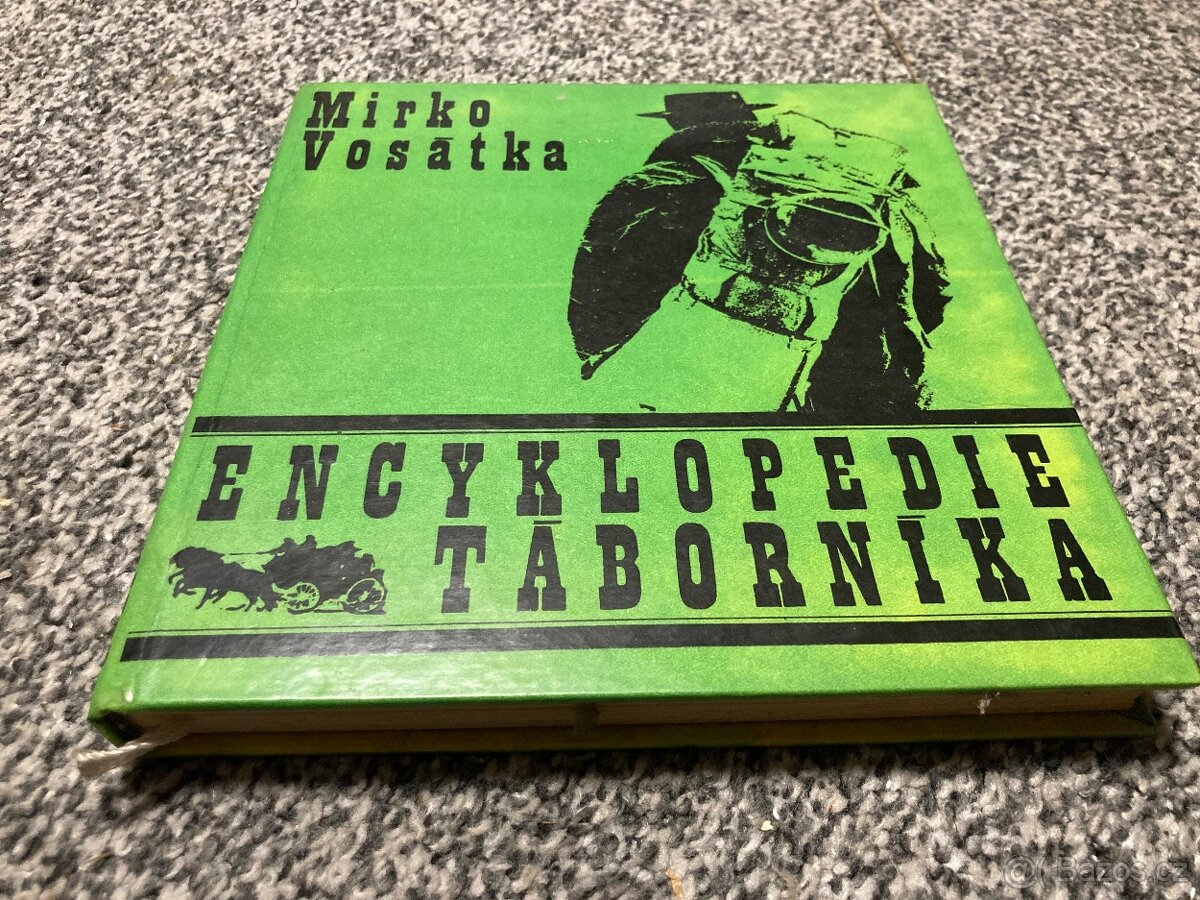 Mirko
Vosátka
ENCYKLOPEDIE
TÁBORNÍKA
Bazos.cz